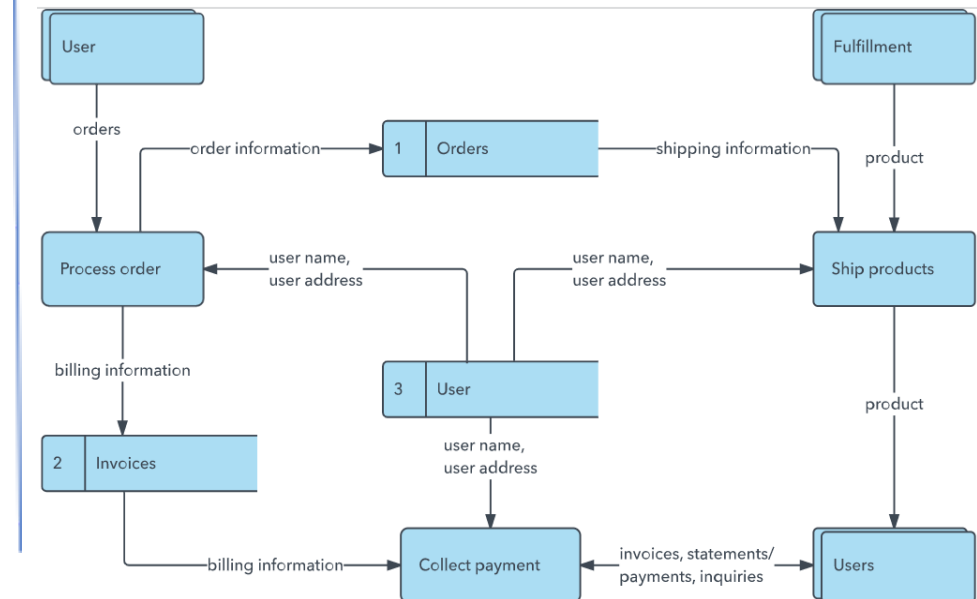 User
Fulfillment
orders
order information
1
Orders
shipping information
product
Process order
user name,
user address
user name,
user address
Ship products
billing information
3
User
product
2
Invoices
user name,
user address
billing information
Collect payment
invoices, statements/
payments, inquiries
Users